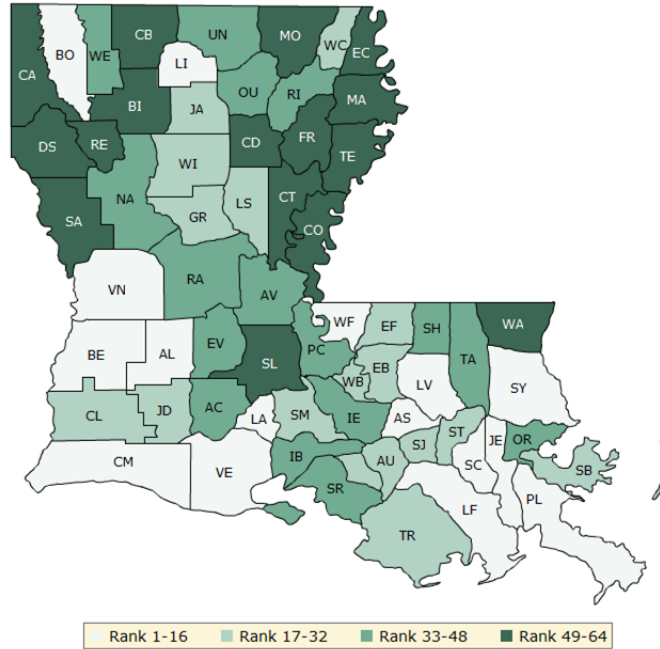 BO
WE
CB
UN
MO
WC
EC
CA
LI
BI
JA
OU
RI
MA
DS
RE
WI
CD
FR
TE
SA
NA
GR
LS
CT
CO
VN
RA
AV
BE
AL
EV
SL
PC
WF
EF
SH
TA
WA
WB
EB
LV
SY
CL
JD
AC
LA
SM
IE
AS
SJ
ST
JE
OR
CM
VE
IB
SR
AU
SC
SB
LF
PL
TR
Rank 1-16 Rank 17-32 Rank 33-48 Rank 49-64